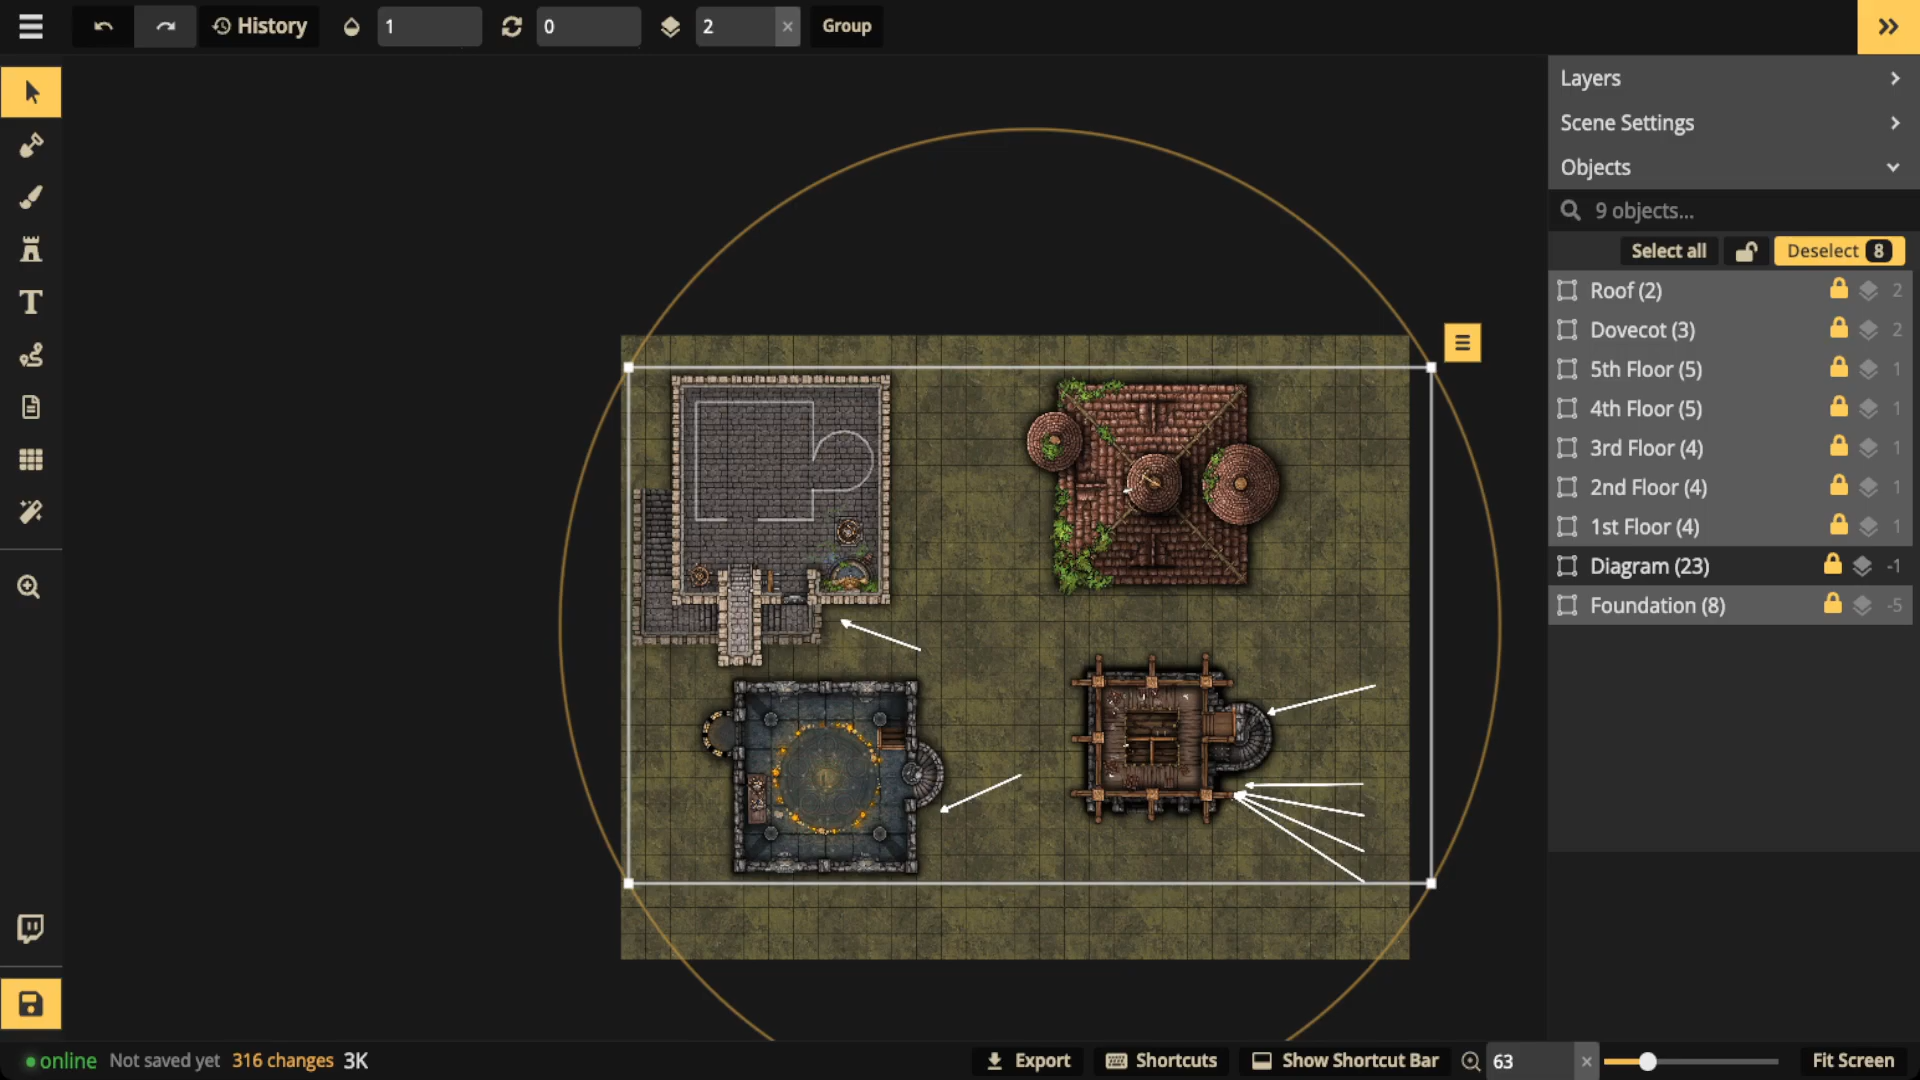 History 1 0 2 × Group
Layers
Scene Settings
Objects
9 objects...
Select all Deselect 8
Roof (2) 2
Dovecot (3) 2
5th Floor (5) 1
4th Floor (5) 1
3rd Floor (4) 1
2nd Floor (4) 1
1st Floor (4) 1
Diagram (23) -1
Foundation (8) -5
T
online Not saved yet 316 changes 3K Export Shortcuts Show Shortcut Bar 63 × Fit Screen